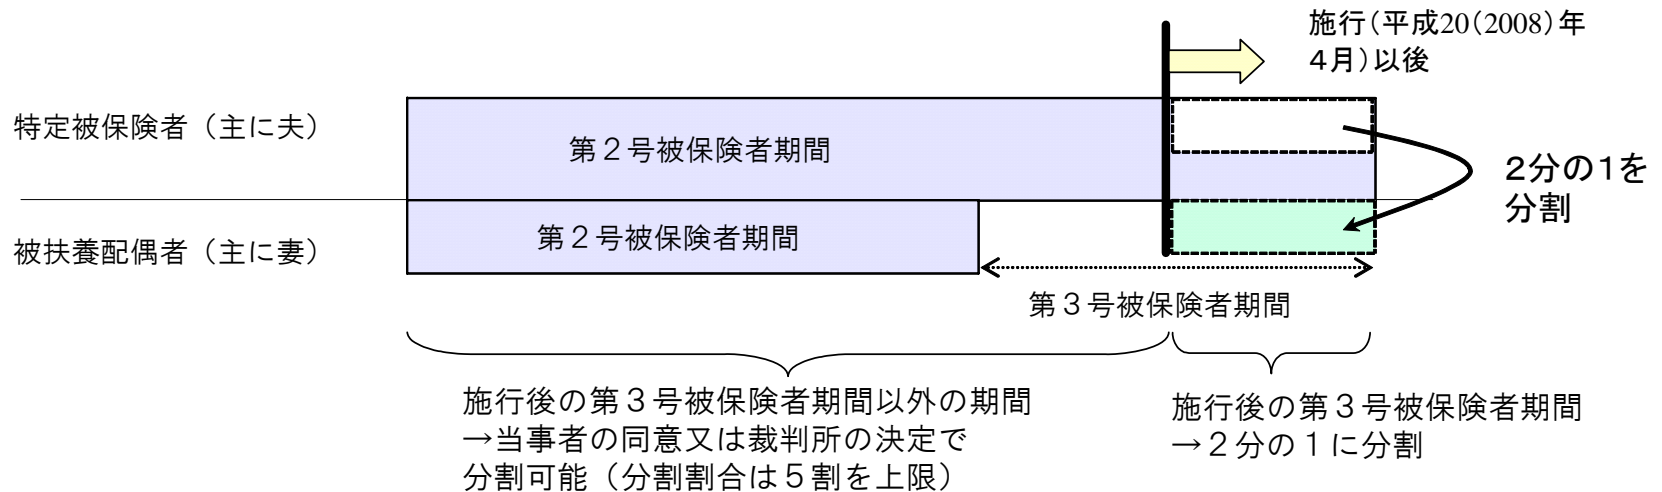 施行(平成20(2008)年
4月)以後
特定被保険者(主に夫)
第2号被保険者期間
2分の1を
分割
第2号被保険者期間
被扶養配偶者(主に妻)
第3号被保険者期間
施行後の第3号被保険者期間以外の期間
→当事者の同意又は裁判所の決定で
分割可能(分割割合は5割を上限)
施行後の第3号被保険者期間
→2分の1に分割